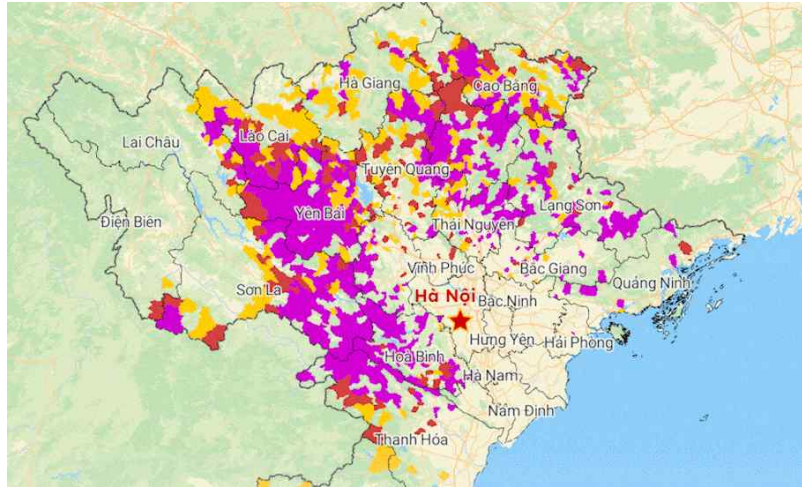 Hà Giang
Cao Bằng
Lào Cai
Lai Châu
Tuyên Quang
Yên Bái
Lạng Sơn
Điện Biên
Thái Nguyên
Vĩnh Phúc
Bắc Giang
Quảng Ninh
Sơn La
Hà Nội
Bắc Ninh
Hưng Yên
Hải Phòng
Hoà Bình
Hà Nam
Nam Định
Thanh Hóa